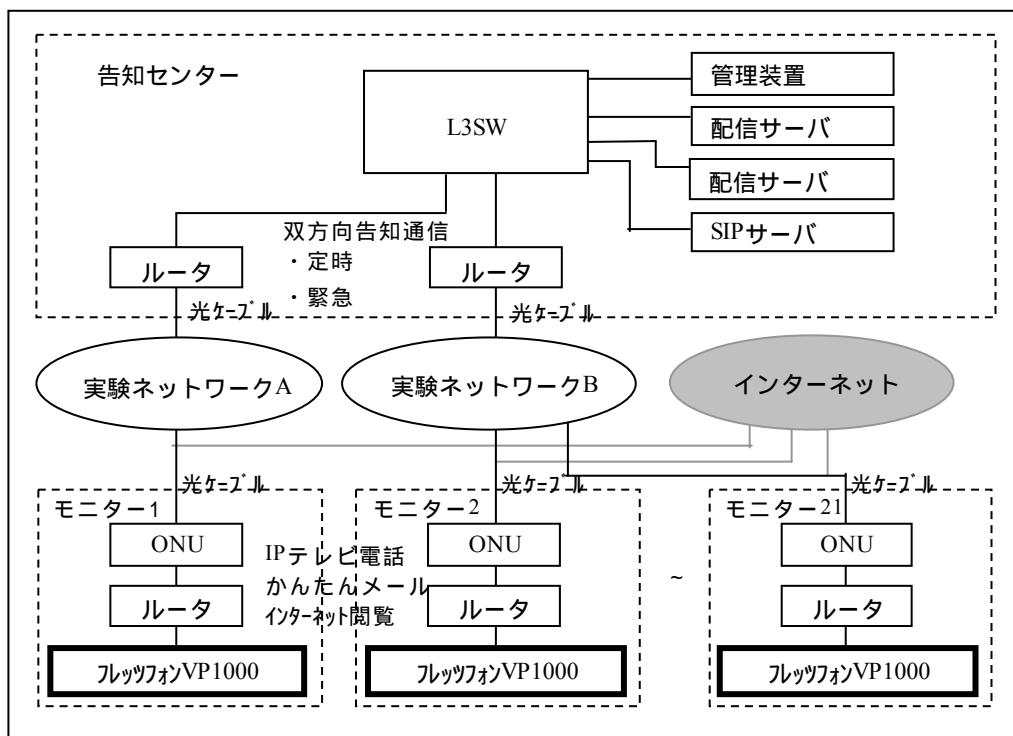 告知センター
L3SW
管理装置
配信サーバ
配信サーバ
SIPサーバ
双方向告知通信
・定時
・緊急
ルータ
ルータ
光ｹｰﾌﾞﾙ
光ｹｰﾌﾞﾙ
実験ネットワークA
実験ネットワークB
インターネット
光ｹｰﾌﾞﾙ
光ｹｰﾌﾞﾙ
光ｹｰﾌﾞﾙ
モニター1
モニター2
モニター21
ONU
ONU
ONU
IPテレビ電話
かんたんメール
ｲﾝﾀｰﾈｯﾄ閲覧
~
ルータ
ルータ
ルータ
ﾌﾚｯﾂﾌｫﾝVP1000
ﾌﾚｯﾂﾌｫﾝVP1000
ﾌﾚｯﾂﾌｫﾝVP1000